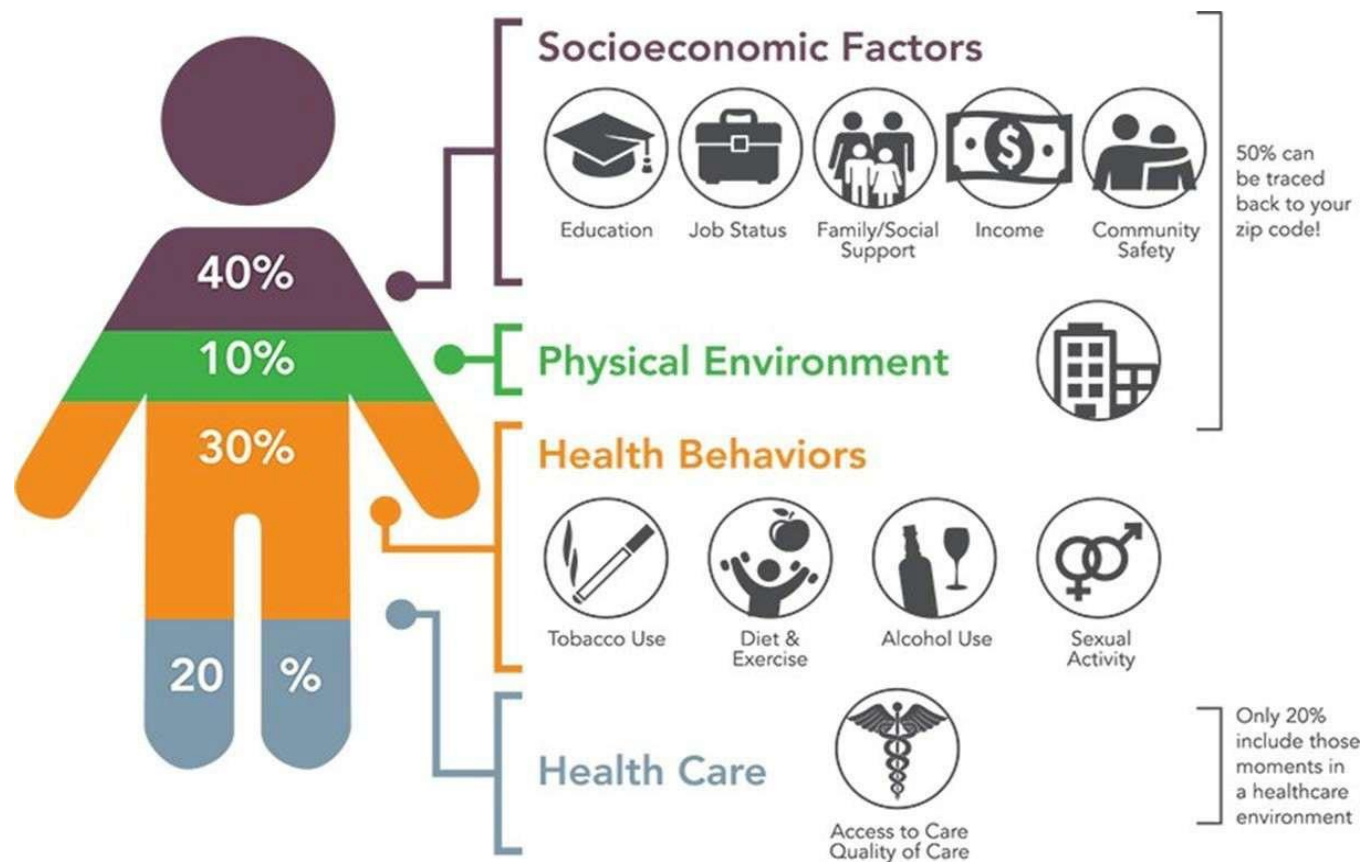 Socioeconomic Factors
Education
Job Status
Family/Social
Support
Income
Community
Safety
50% can
be traced
back to your
zip code!
40%
10%
Physical Environment
30%
Health Behaviors
Tobacco Use
Diet &
Exercise
Alcohol Use
Sexual
Activity
20 %
Health Care
Access to Care
Quality of Care
Only 20%
include those
moments in
a healthcare
environment